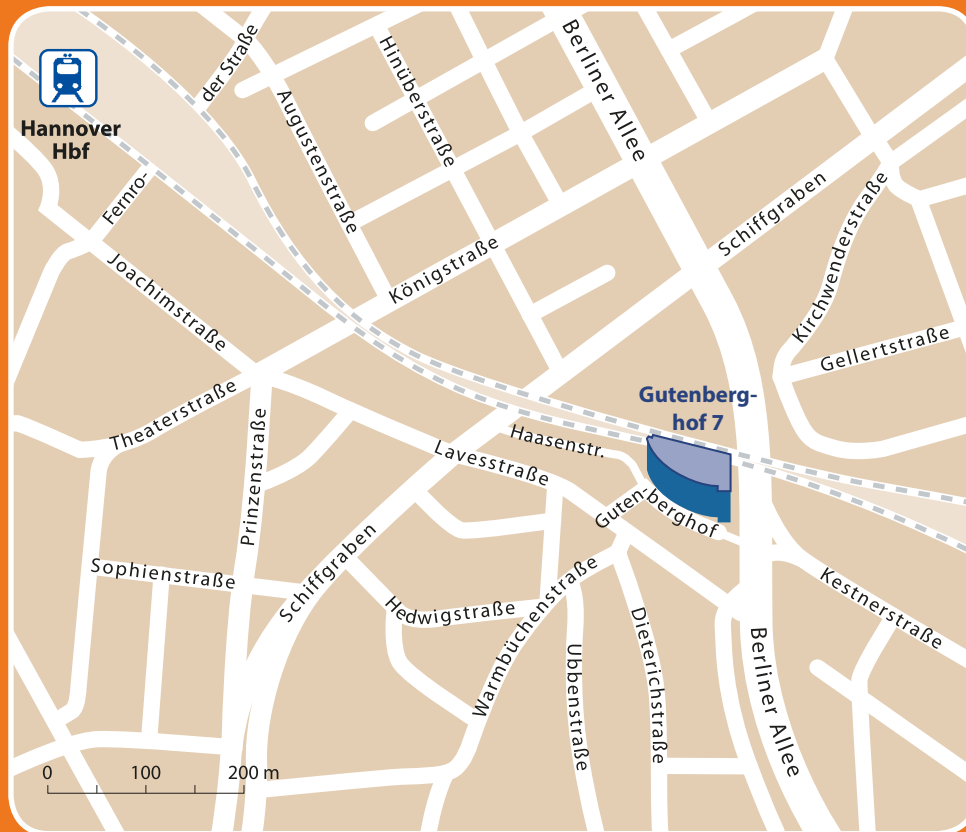 der Straße
Hinüberstraße
Berliner Allee
Augustenstraße
Hannover
Hbf
Fernro-
Schiffgraben
Kirchwenderstraße
Königstraße
Joachimstraße
Gellertstraße
Gutenberg-
hof 7
Theaterstraße
Prinzenstraße
Haasenstr.
Lavesstraße
Guten-
berghof
Schiffgraben
Sophienstraße
Hedwigstraße
Warmbüchenstraße
Kestnerstraße
Ubbenstraße
Dieterichstraße
Berliner Allee
0 100 200 m